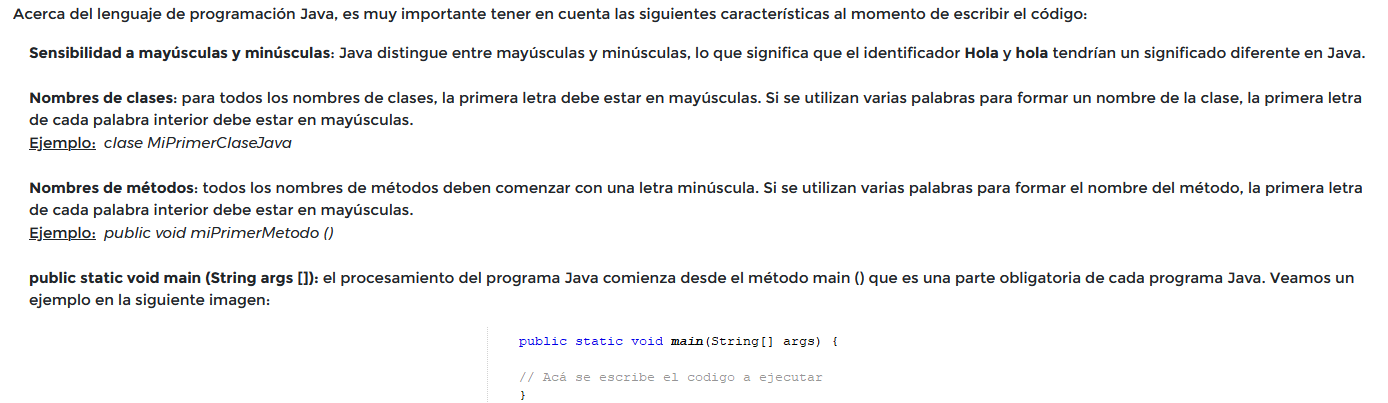 Acerca del lenguaje de programación Java, es muy importante tener en cuenta las siguientes características al momento de escribir el código:
Sensibilidad a mayúsculas y minúsculas: Java distingue entre mayúsculas y minúsculas, lo que significa que el identificador Hola y hola tendrían un significado diferente en Java.
Nombres de clases: para todos los nombres de clases, la primera letra debe estar en mayúsculas. Si se utilizan varias palabras para formar un nombre de la clase, la primera letra
de cada palabra interior debe estar en mayúsculas.
Ejemplo: clase MiPrimerClaseJava
Nombres de métodos: todos los nombres de métodos deben comenzar con una letra minúscula. Si se utilizan varias palabras para formar el nombre del método, la primera letra
de cada palabra interior debe estar en mayúsculas.
Ejemplo: public void miPrimerMetodo ()
public static void main (String args []): el procesamiento del programa Java comienza desde el método main () que es una parte obligatoria de cada programa Java. Veamos un
ejemplo en la siguiente imagen:
public static void main(String[] args) {
// Acá se escribe el codigo a ejecutar
}